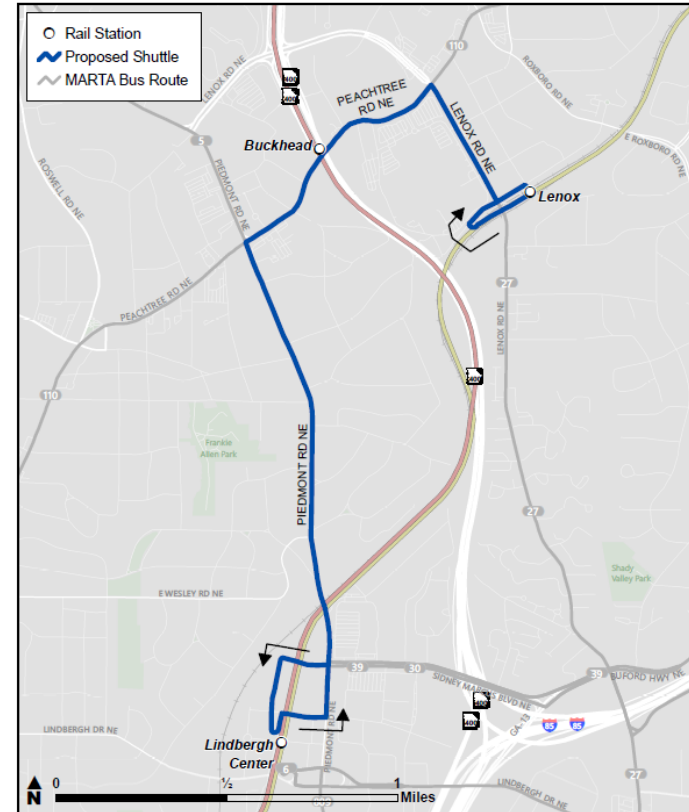 Rail Station
Proposed Shuttle
MARTA Bus Route
LENOX RD NE
400
400
110
ROXBORO RD NE
PEACHTREE
RD NE
5
Buckhead
LENOX RD NE
E ROXBORO RD NE
ROSWELL RD NE
PIEDMONT RD NE
Lenox
PEACHTREE RD NE
27
LENOX RD NE
400
110
Frankie
Allen Park
PIEDMONT RD NE
27
Shady
Valley Park
E WESLEY RD NE
39
30
39
SIDNEY MARCUS BLVD NE
BUFORD HWY NE
400
GA-13
85
85
LINDBERGH DR NE
PIEDMONT RD NE
Lindbergh
Center
6
27
LINDBERGH DR NE
N
0
½
1
Miles